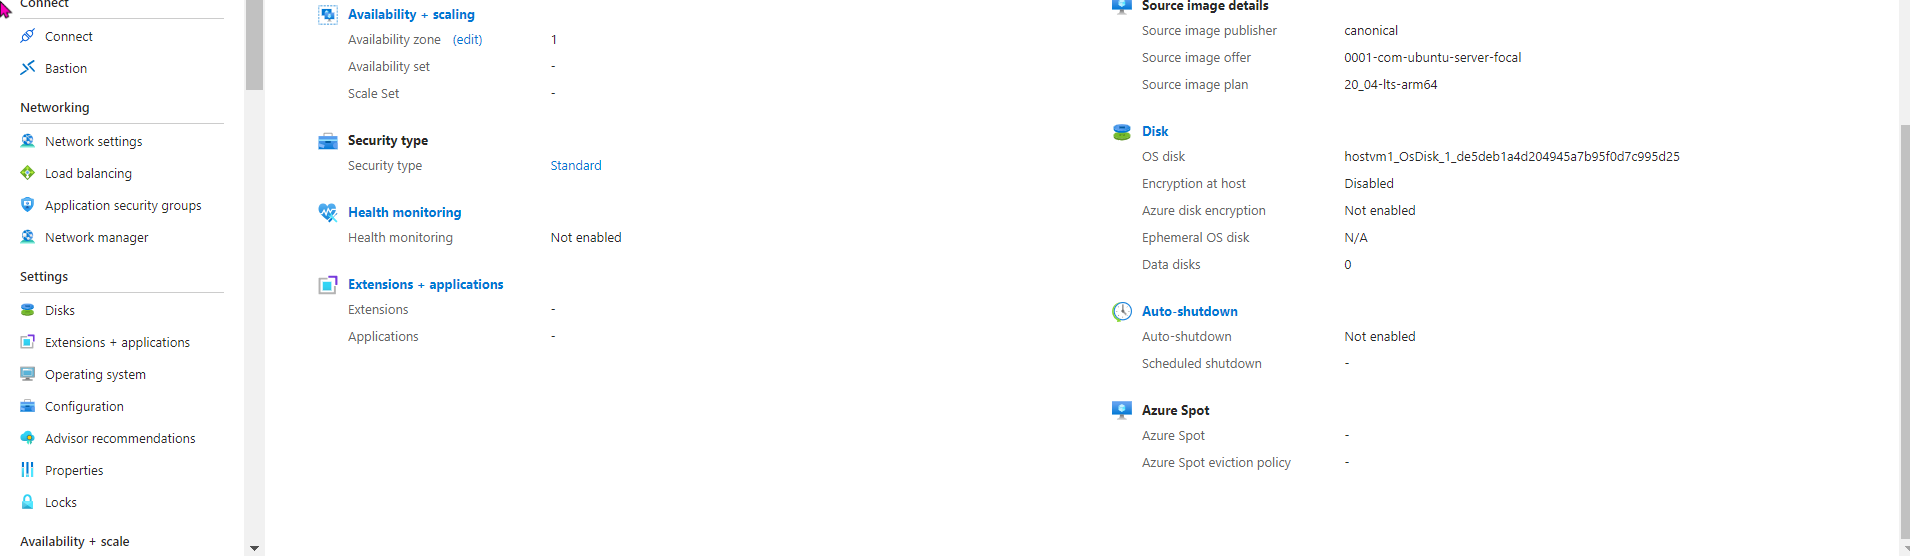 Connect
Connect
Bastion
Networking
Network settings
Load balancing
Application security groups
Network manager
Settings
Disks
Extensions + applications
Operating system
Configuration
Advisor recommendations
Properties
Locks
Availability + scale
Availability + scaling
Availability zone (edit) 1
Availability set -
Scale Set -
Security type
Security type Standard
Health monitoring
Health monitoring Not enabled
Extensions + applications
Extensions -
Applications -
Source image details
Source image publisher canonical
Source image offer 0001-com-ubuntu-server-focal
Source image plan 20_04-lts-arm64
Disk
OS disk hostvm1_OsDisk_1_de5deb1a4d204945a7b95f0d7c995d25
Encryption at host Disabled
Azure disk encryption Not enabled
Ephemeral OS disk N/A
Data disks 0
Auto-shutdown
Auto-shutdown Not enabled
Scheduled shutdown -
Azure Spot
Azure Spot -
Azure Spot eviction policy -